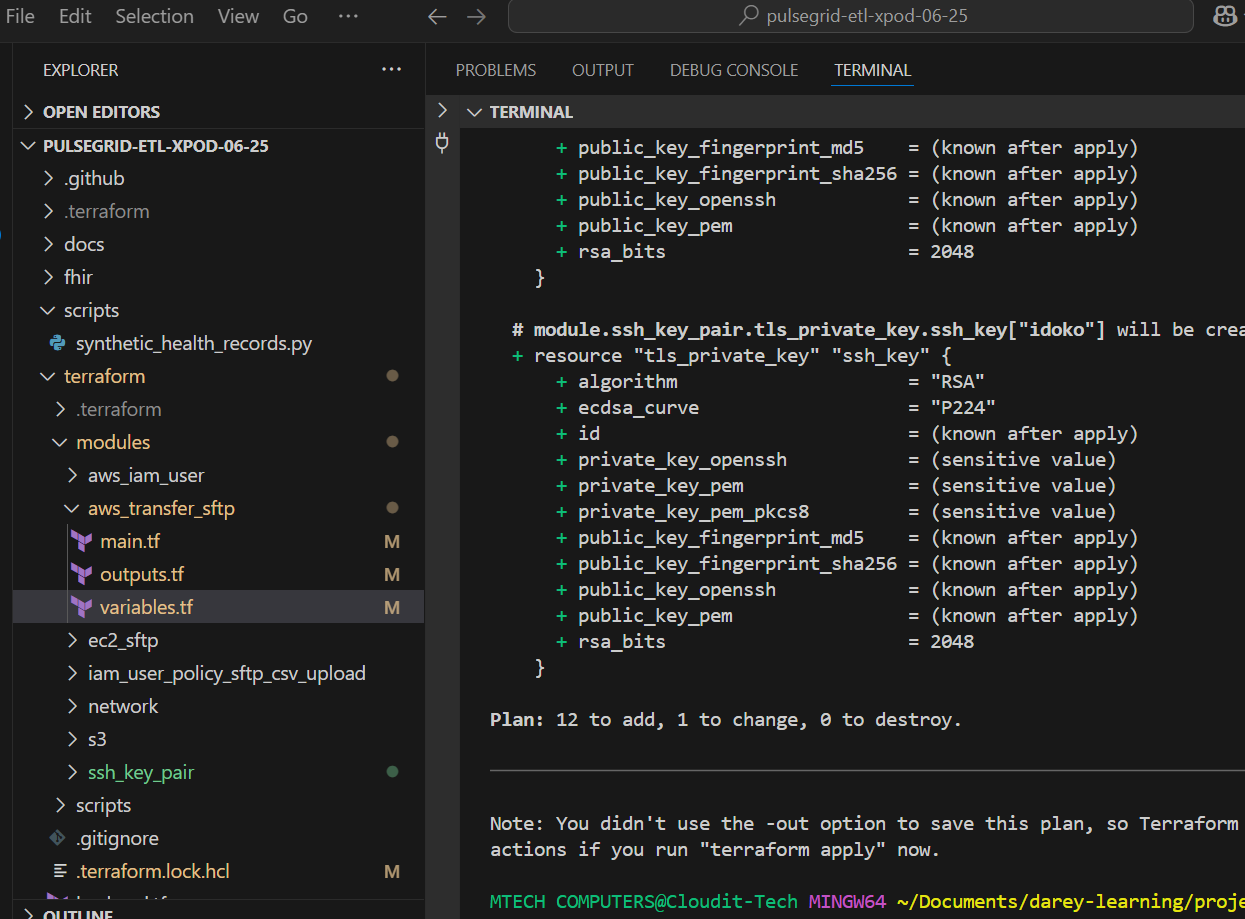 File Edit Selection View Go ···
pulsegrid-etl-xpod-06-25
EXPLORER ···
OPEN EDITORS
PULSEGRID-ETL-XPOD-06-25
.github
.terraform
docs
fhir
scripts
synthetic_health_records.py
terraform
.terraform
modules
aws_iam_user
aws_transfer_sftp
main.tf M
outputs.tf M
variables.tf M
ec2_sftp
iam_user_policy_sftp_csv_upload
network
s3
ssh_key_pair
scripts
.gitignore
.terraform.lock.hcl M
OUTLINE
PROBLEMS OUTPUT DEBUG CONSOLE TERMINAL
TERMINAL
+ public_key_fingerprint_md5 = (known after apply)
+ public_key_fingerprint_sha256 = (known after apply)
+ public_key_openssh = (known after apply)
+ public_key_pem = (known after apply)
+ rsa_bits = 2048
}
# module.ssh_key_pair.tls_private_key.ssh_key["idoko"] will be crea
+ resource "tls_private_key" "ssh_key" {
+ algorithm = "RSA"
+ ecdsa_curve = "P224"
+ id = (known after apply)
+ private_key_openssh = (sensitive value)
+ private_key_pem = (sensitive value)
+ private_key_pem_pkcs8 = (sensitive value)
+ public_key_fingerprint_md5 = (known after apply)
+ public_key_fingerprint_sha256 = (known after apply)
+ public_key_openssh = (known after apply)
+ public_key_pem = (known after apply)
+ rsa_bits = 2048
}
Plan: 12 to add, 1 to change, 0 to destroy.
Note: You didn't use the -out option to save this plan, so Terraform
actions if you run "terraform apply" now.
MTECH COMPUTERS@Cloudit-Tech MINGW64 ~/Documents/darey-learning/proje